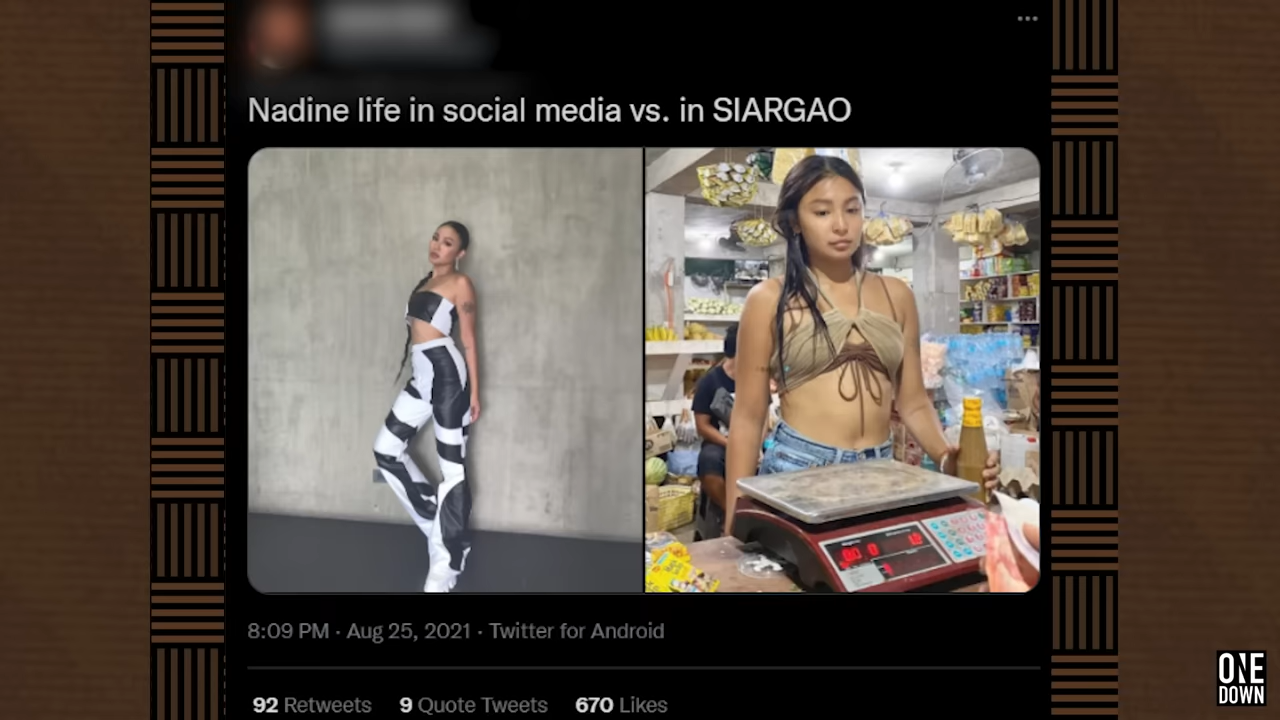 Nadine life in social media vs. in SIARGAO
8:09 PM · Aug 25, 2021 · Twitter for Android
92 Retweets 9 Quote Tweets 670 Likes
ONE
DOWN